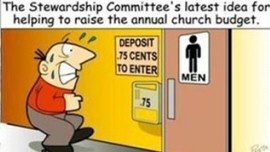 The Stewardship Committee's latest idea for
helping to raise the annual church budget.
DEPOSIT
.75 CENTS
TO ENTER
.75
MEN